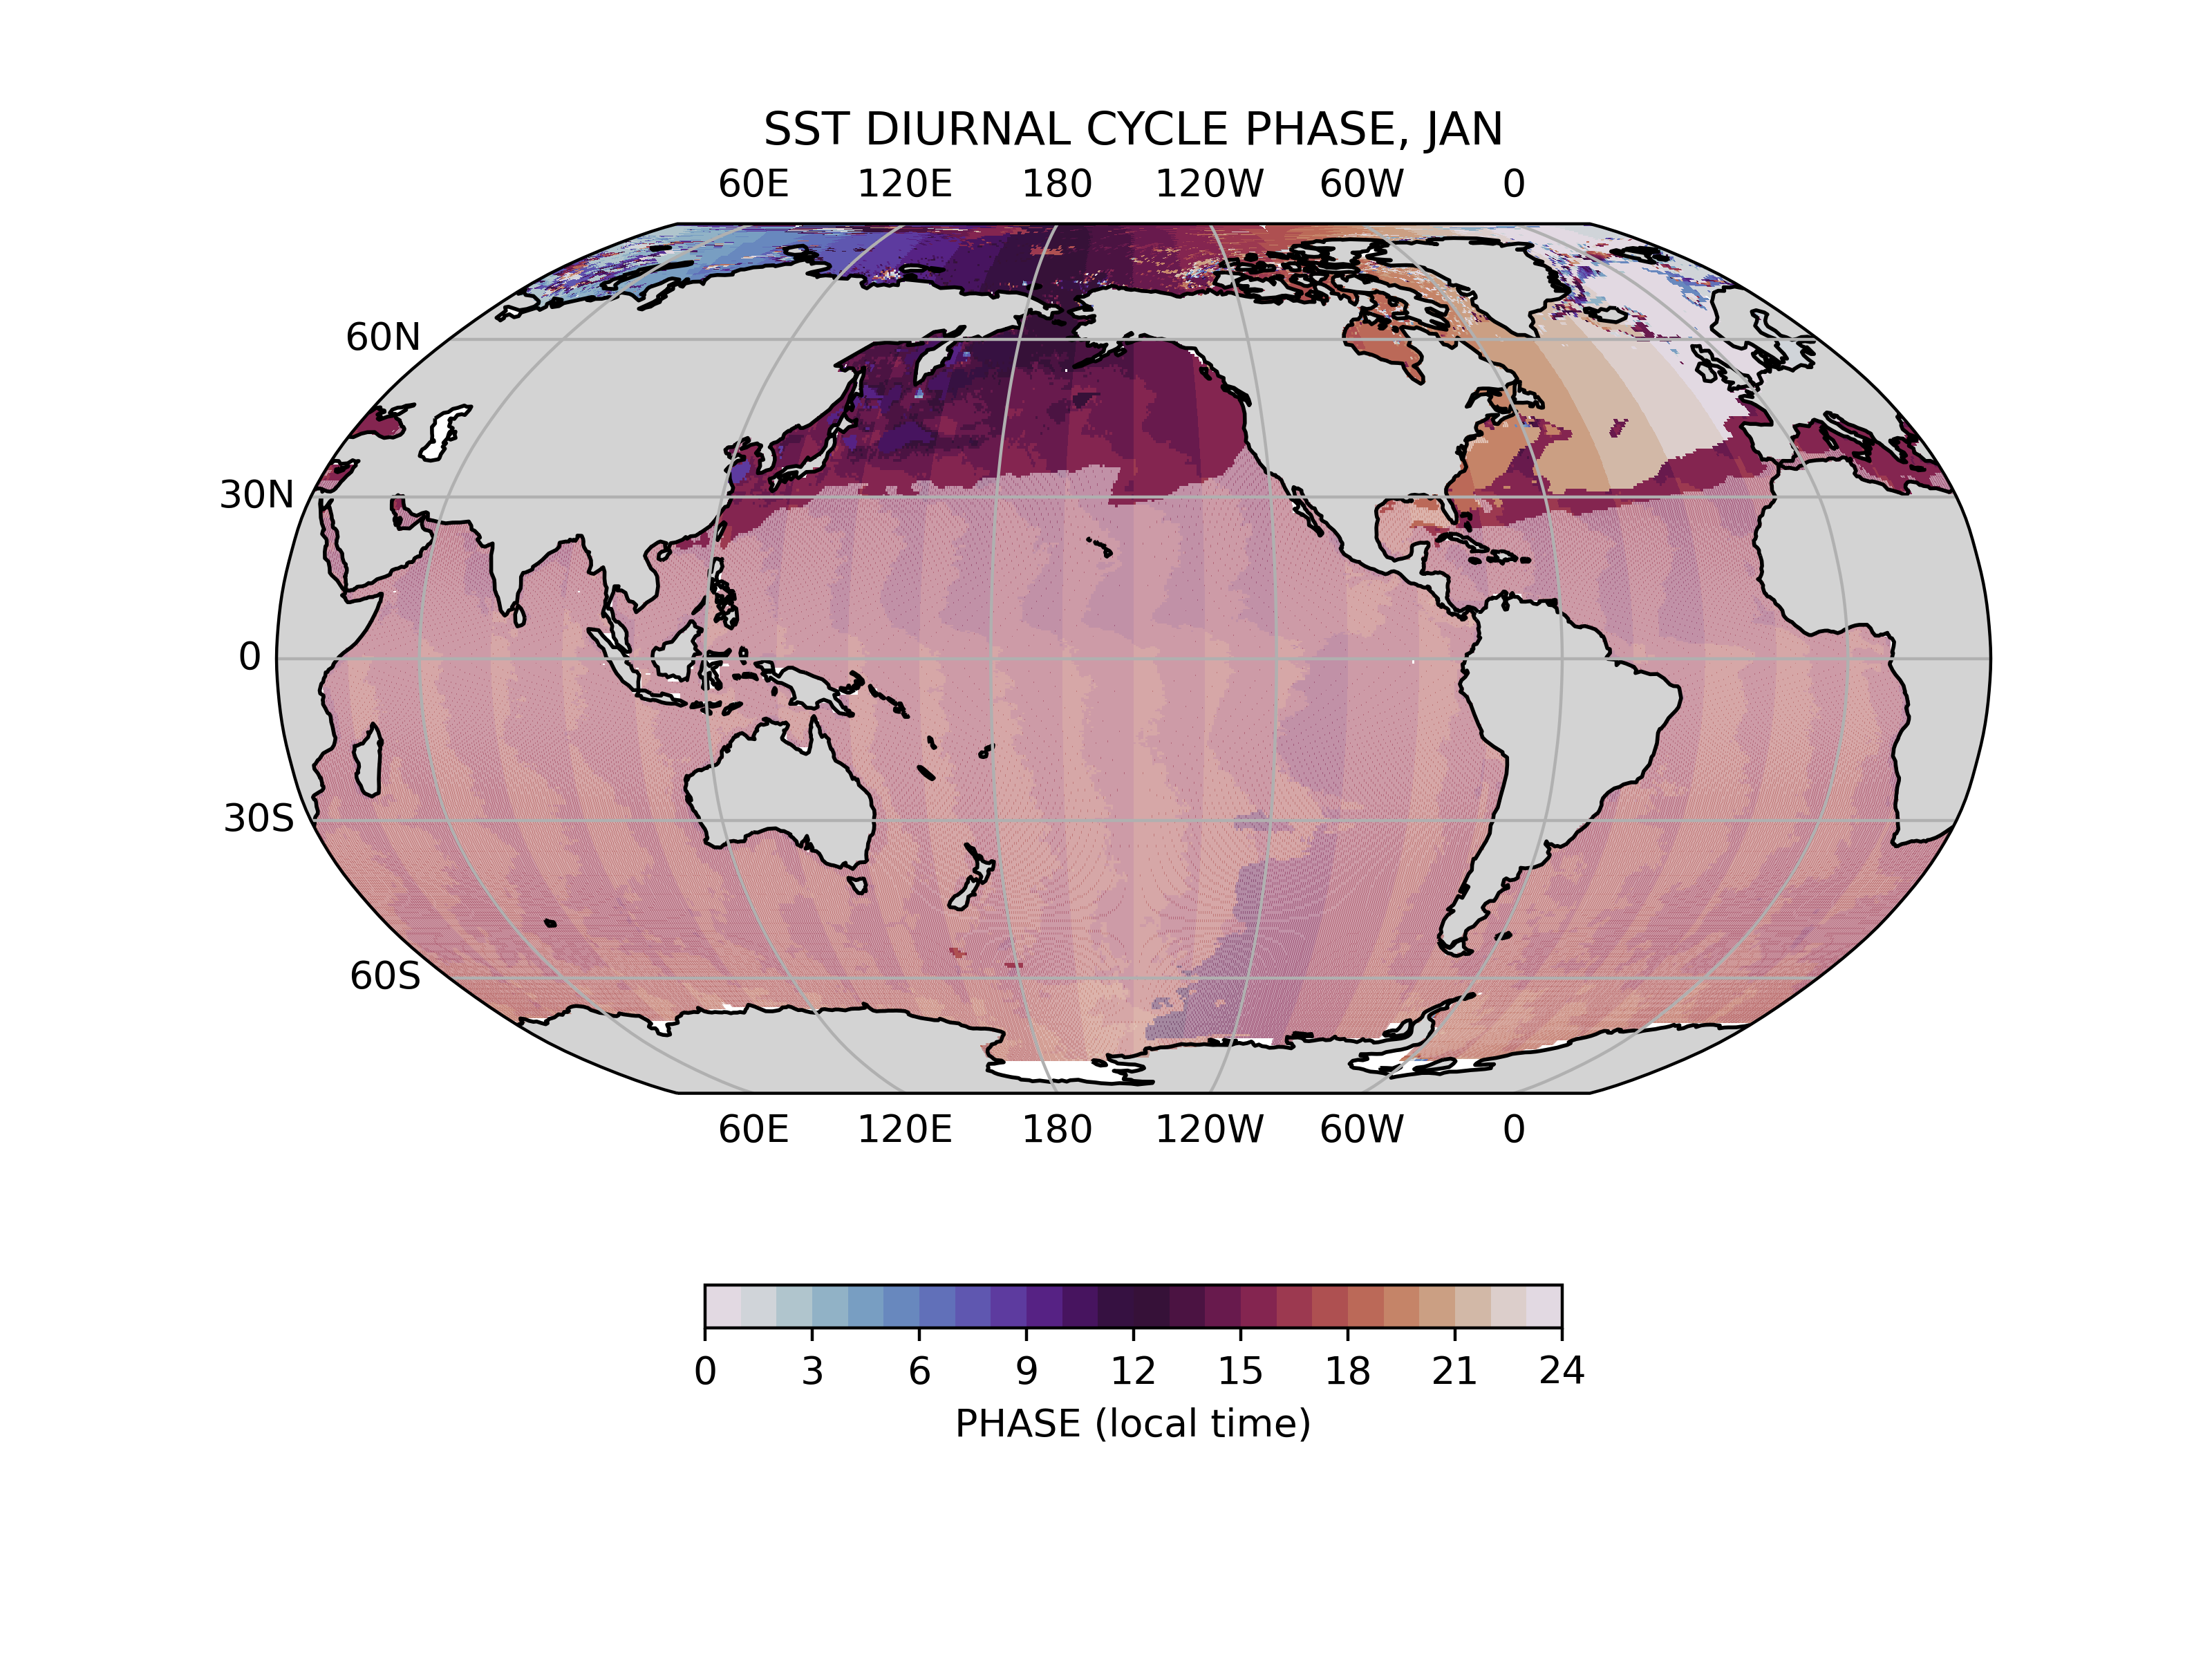 SST DIURNAL CYCLE PHASE, JAN
60E 120E 180 120W 60W 0
60N
30N
0
30S
60S
60E 120E 180 120W 60W 0
0 3 6 9 12 15 18 21 24
PHASE (local time)